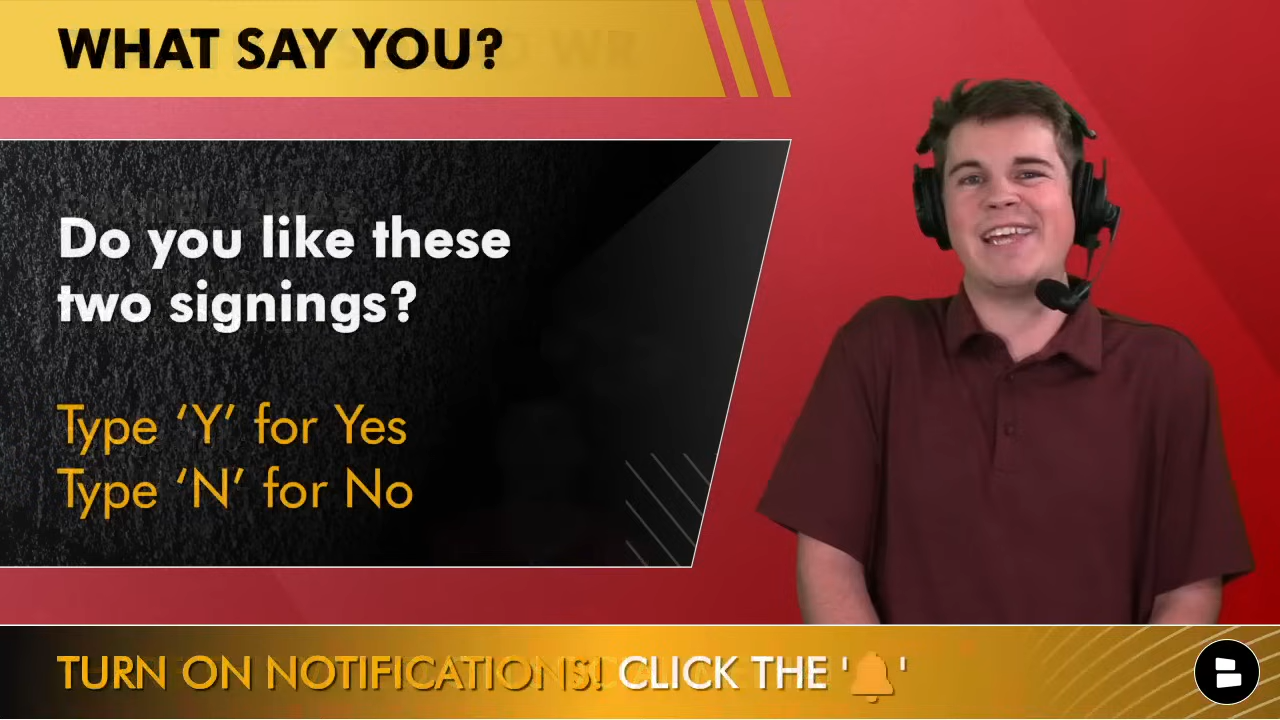 WHAT SAY YOU?
Do you like these
two signings?
Type ‘Y’ for Yes
Type ‘N’ for No
TURN ON NOTIFICATIONS! CLICK THE '🔔'